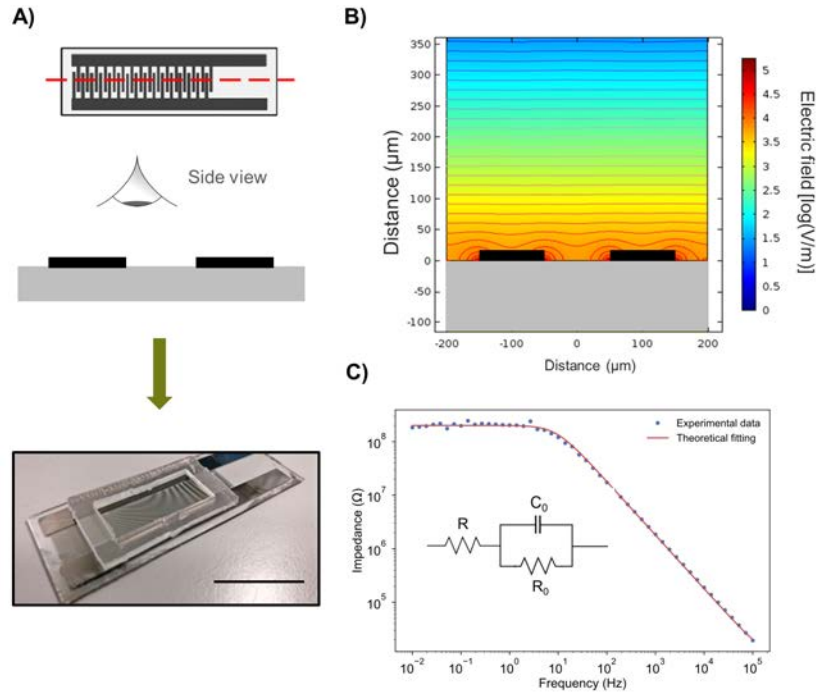 A)
Side view
B)
Distance (µm)
350
300
250
200
150
100
50
0
-50
-100
-200
-100
0
100
200
Distance (µm)
5
4.5
4
3.5
3
2.5
2
1.5
1
0.5
0
Electric field [log(V/m)]
C)
Impedance (Ω)
10⁸
10⁷
10⁶
10⁵
Experimental data
Theoretical fitting
C₀
R
R₀
10⁻² 10⁻¹ 10⁰ 10¹ 10² 10³ 10⁴ 10⁵
Frequency (Hz)